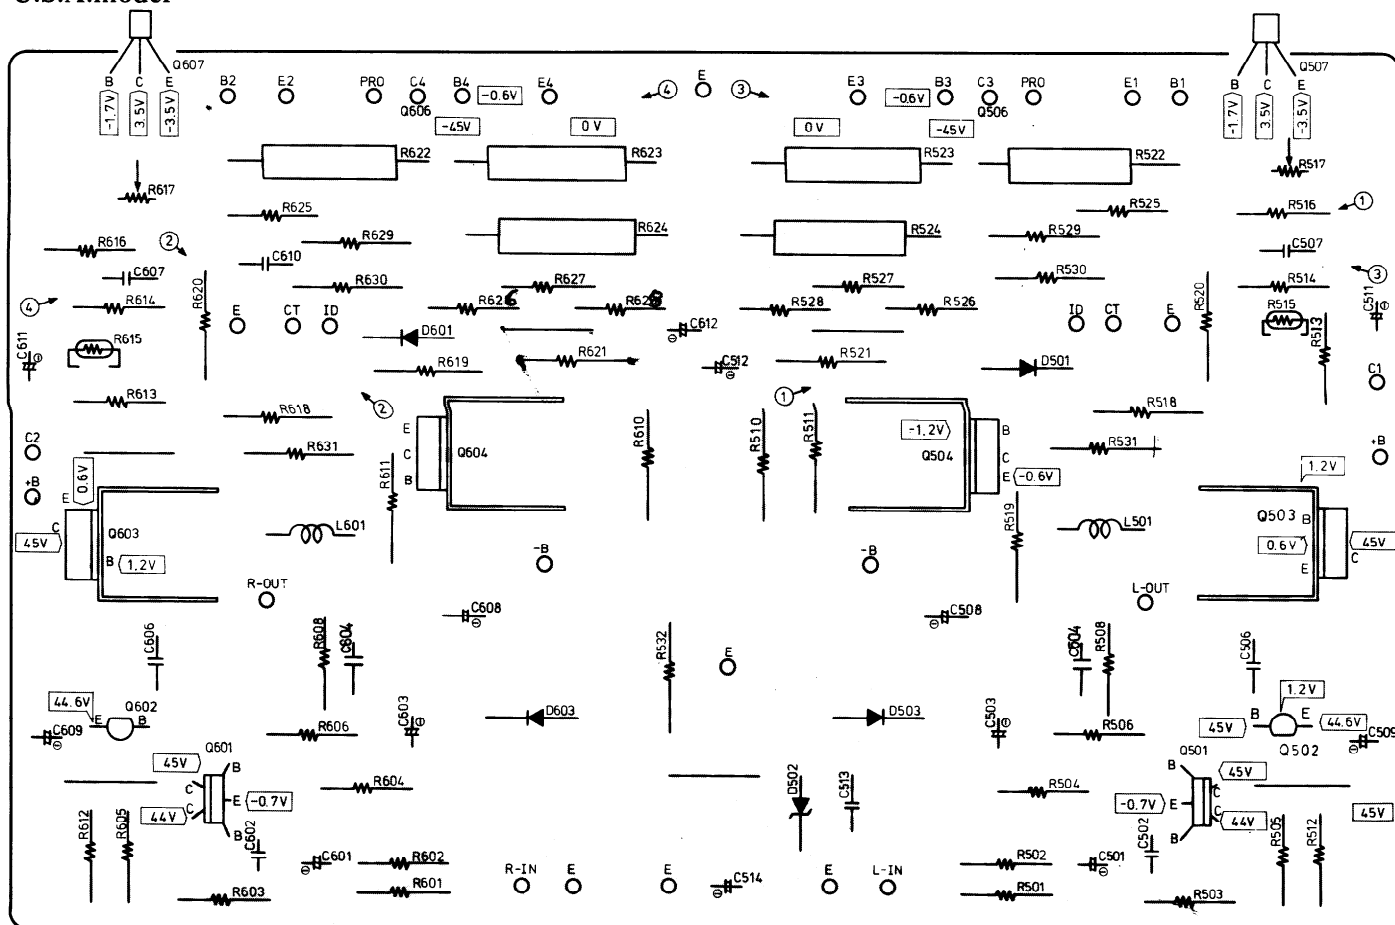 U.S.A.model
Q607 Q507
B C E B2 E2 PRO C4 B4 -0.6V E4 4 E 3 E3 -0.6V B3 C3 PRO E1 B1 B C E
-1.7V 3.5V -3.5V Q606 Q506 -1.7V 3.5V -3.5V
-45V 0V 0V -45V
R622 R623 R523 R522
R617 R517
R625 R525 R516 1
R616 2 R629 R624 R524 R529 C507
C607 C610 R627 R527 R530 3
4 R614 R620 R630 R626 R628 R528 R526 R520 R514 C511
E CT ID C612 ID CT E R515 R513
C611 R615 D601
R619 R621 C512 R521 D501 C1
R613 2 1
R618 R518
C2 R631 E Q604 R610 R510 R511 -1.2V B R531 +B
+B 0.6V C Q504 C 1.2V
E R611 B E -0.6V
Q603 L601 R519 L501 Q503 B
45V C 0.6V 45V
B 1.2V -B -B E C
R-OUT L-OUT
C608 C508
C606 R608 C604 R532 E C504 R508 C506
44.6V Q602 1.2V
E B C603 D603 D503 C503 45V B E 44.6V
C609 R606 R506 Q502 C509
Q601 Q501
45V B B 45V
C R604 D502 C513 R504 C
E -0.7V -0.7V E
44V C C 44V 45V
R612 R605 B C602 C502 B R505 R512
C601 R602 R502 C501
R603 R601 R-IN E E C514 E L-IN R501 R503